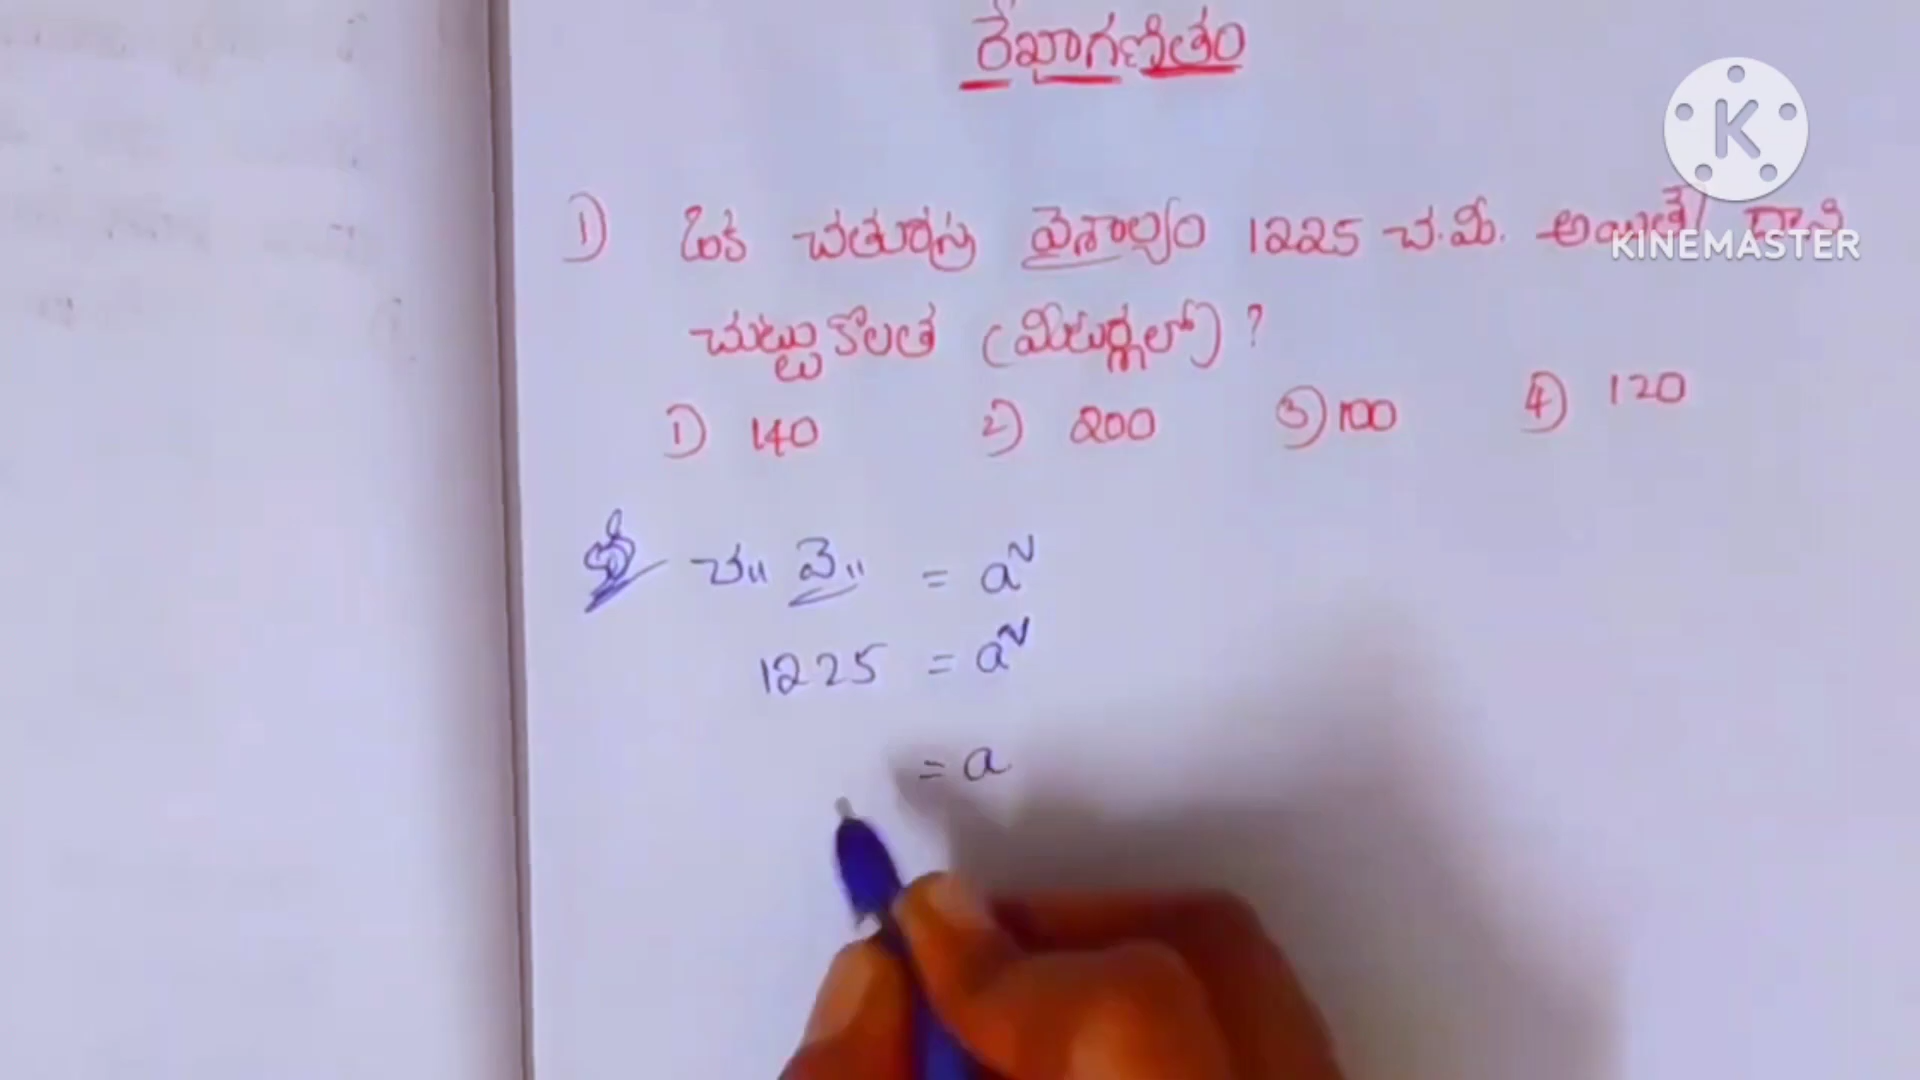 రేఖాగణితం
1) ఒక చతురస్ర వైశాల్యం 1225 చ.మీ. అయితే దాని
చుట్టుకొలత (మీటర్లలో) ?
1) 140 2) 200 3) 100 4) 120
చ॥ వై॥ = a²
1225 = a²
= a
K
KINEMASTER